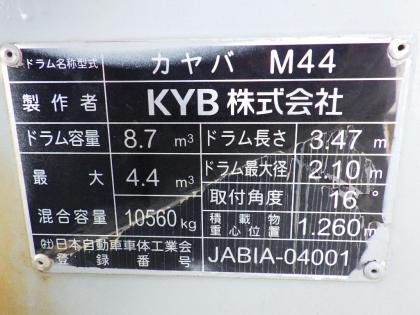 ドラム名称型式 カヤバ M44
製作者 KYB株式会社
ドラム容量 8.7 m³ ドラム長さ 3.47 m
最大 4.4 m³ ドラム最大径 2.10 m
混合容量 10560 kg 取付角度 16°
積載物重心位置 1.260 m
(社)日本自動車車体工業会
登録番号 JABIA-04001